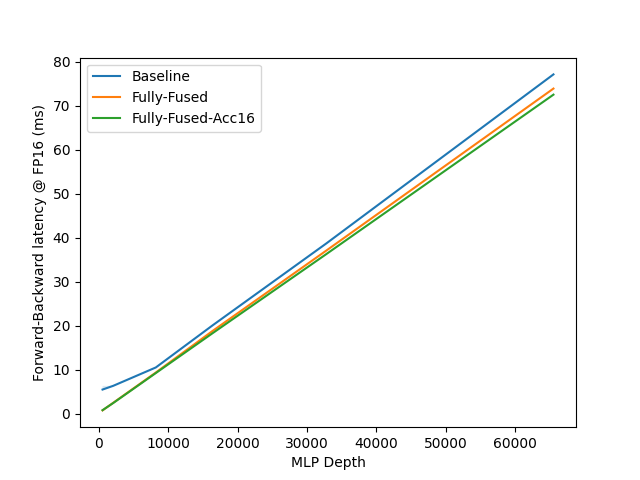 Baseline
Fully-Fused
Fully-Fused-Acc16
Forward-Backward latency @ FP16 (ms)
80
70
60
50
40
30
20
10
0
0 10000 20000 30000 40000 50000 60000
MLP Depth